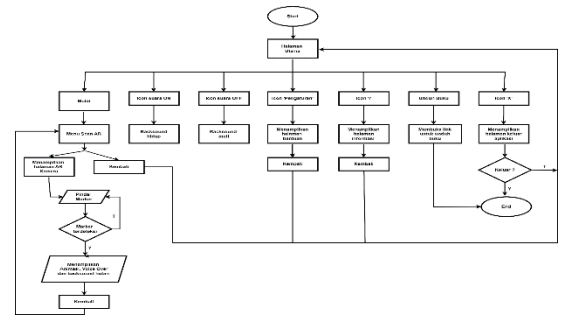 Start
Halaman
Utama
Mulai
Icon Suara ON
Icon Suara OFF
Icon 'Pengaturan'
Icon 'i'
Unduh Buku
Icon 'X'
Menu Scan AR
Backsound
hidup
Backsound
mati
Menampilkan
halaman
bantuan
Menampilkan
halaman
informasi
Membuka link
untuk unduh
buku
Menampilkan
halaman keluar
aplikasi
Menampilkan
halaman AR
Kamera
Kembali
Kembali
Kembali
Keluar ?
T
Y
Pindai
Marker
Marker
terdeteksi
T
Y
End
Menampilkan
Animasi, Voice Over
dan backsound hutan
Kembali